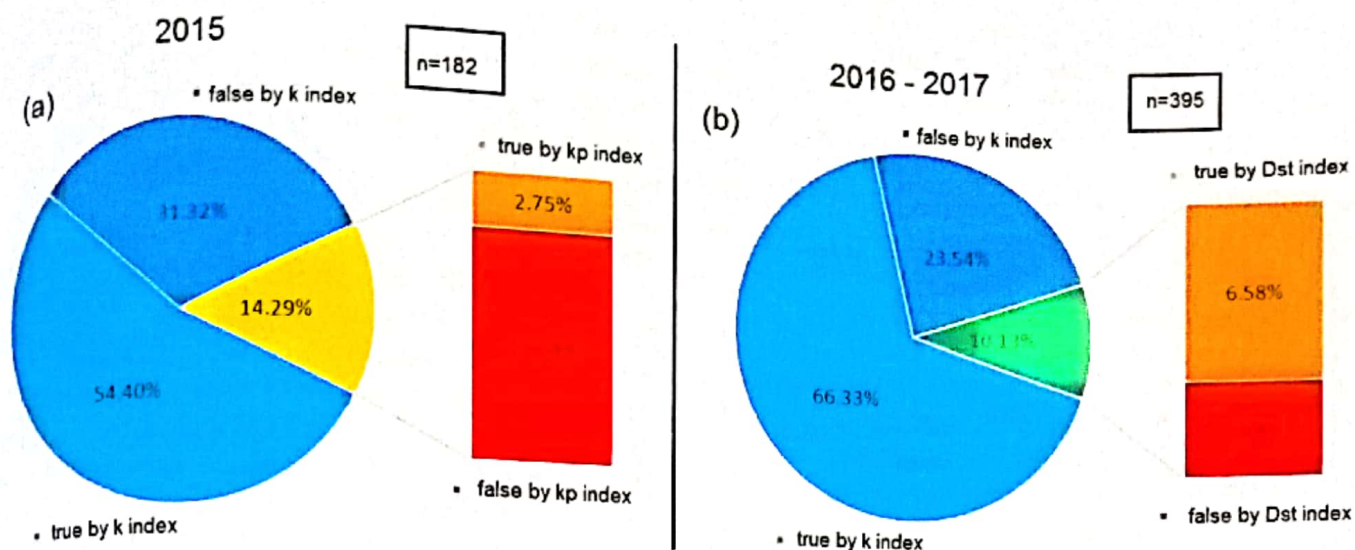 2015
n=182
(a)
▪ false by k index
31.32%
14.29%
54.40%
▪ true by k index
▪ true by kp index
2.75%
▪ false by kp index
2016 - 2017
n=395
(b)
▪ false by k index
23.54%
10.13%
66.33%
▪ true by k index
▪ true by Dst index
6.58%
▪ false by Dst index